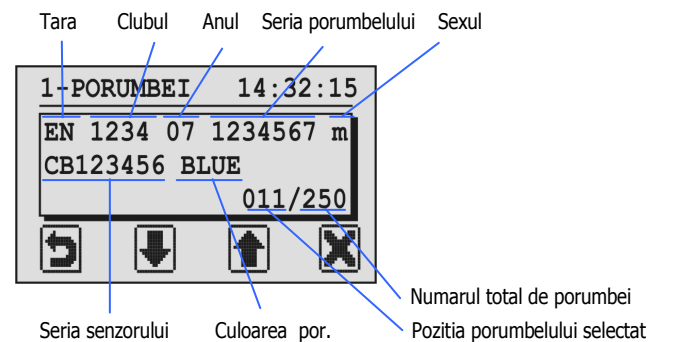 Tara Clubul Anul Seria porumbelului Sexul
1-PORUMBEI 14:32:15
EN 1234 07 1234567 m
CB123456 BLUE
011/250
Numarul total de porumbei
Seria senzorului Culoarea por. Pozitia porumbelului selectat